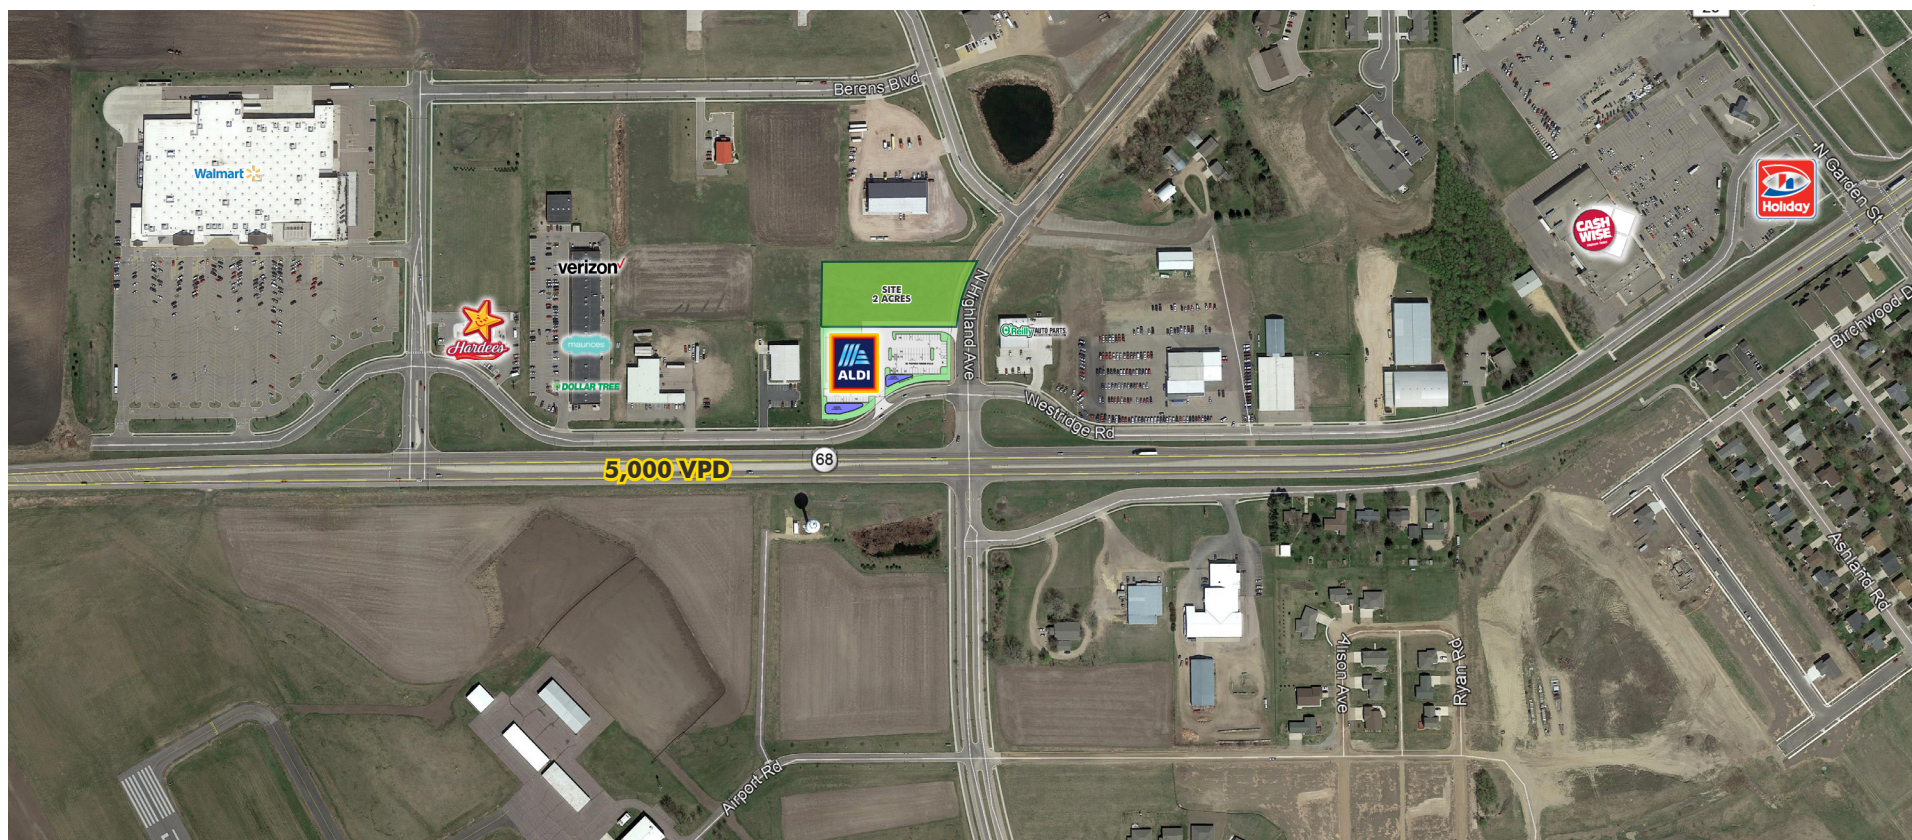 Berens Blvd
Walmart
N Garden St
Holiday
CASH
WISE
verizon
SITE
2 ACRES
N Highland Ave
Hardee's
maurices
O'Reilly AUTO PARTS
Birchwood D
ALDI
DOLLAR TREE
Westridge Rd
68
5,000 VPD
Ashland Rd
Alison Ave
Ryan Rd
Airport Rd